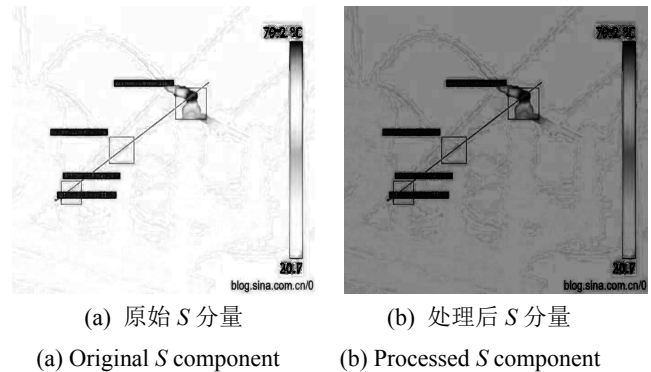 79.2 °C
79.2 °C
20.7
20.7
blog.sina.com.cn/0
blog.sina.com.cn/0
(a) 原始 S 分量
(b) 处理后 S 分量
(a) Original S component
(b) Processed S component